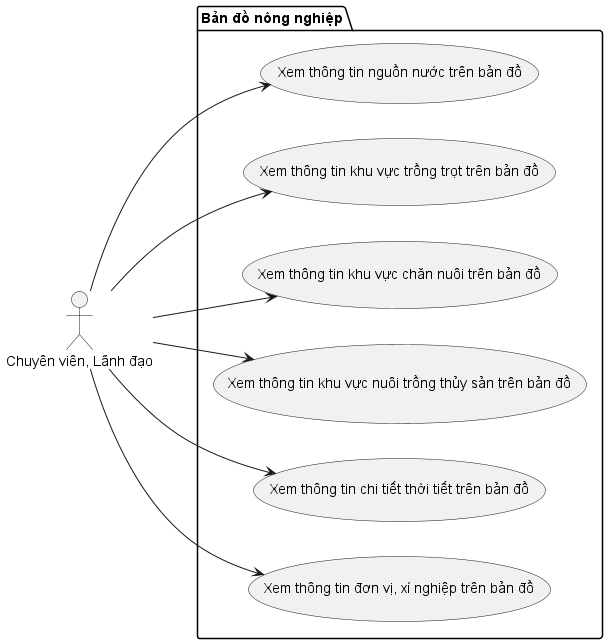 Bản đồ nông nghiệp
Xem thông tin nguồn nước trên bản đồ
Xem thông tin khu vực trồng trọt trên bản đồ
Xem thông tin khu vực chăn nuôi trên bản đồ
Chuyên viên, Lãnh đạo
Xem thông tin khu vực nuôi trồng thủy sản trên bản đồ
Xem thông tin chi tiết thời tiết trên bản đồ
Xem thông tin đơn vị, xí nghiệp trên bản đồ